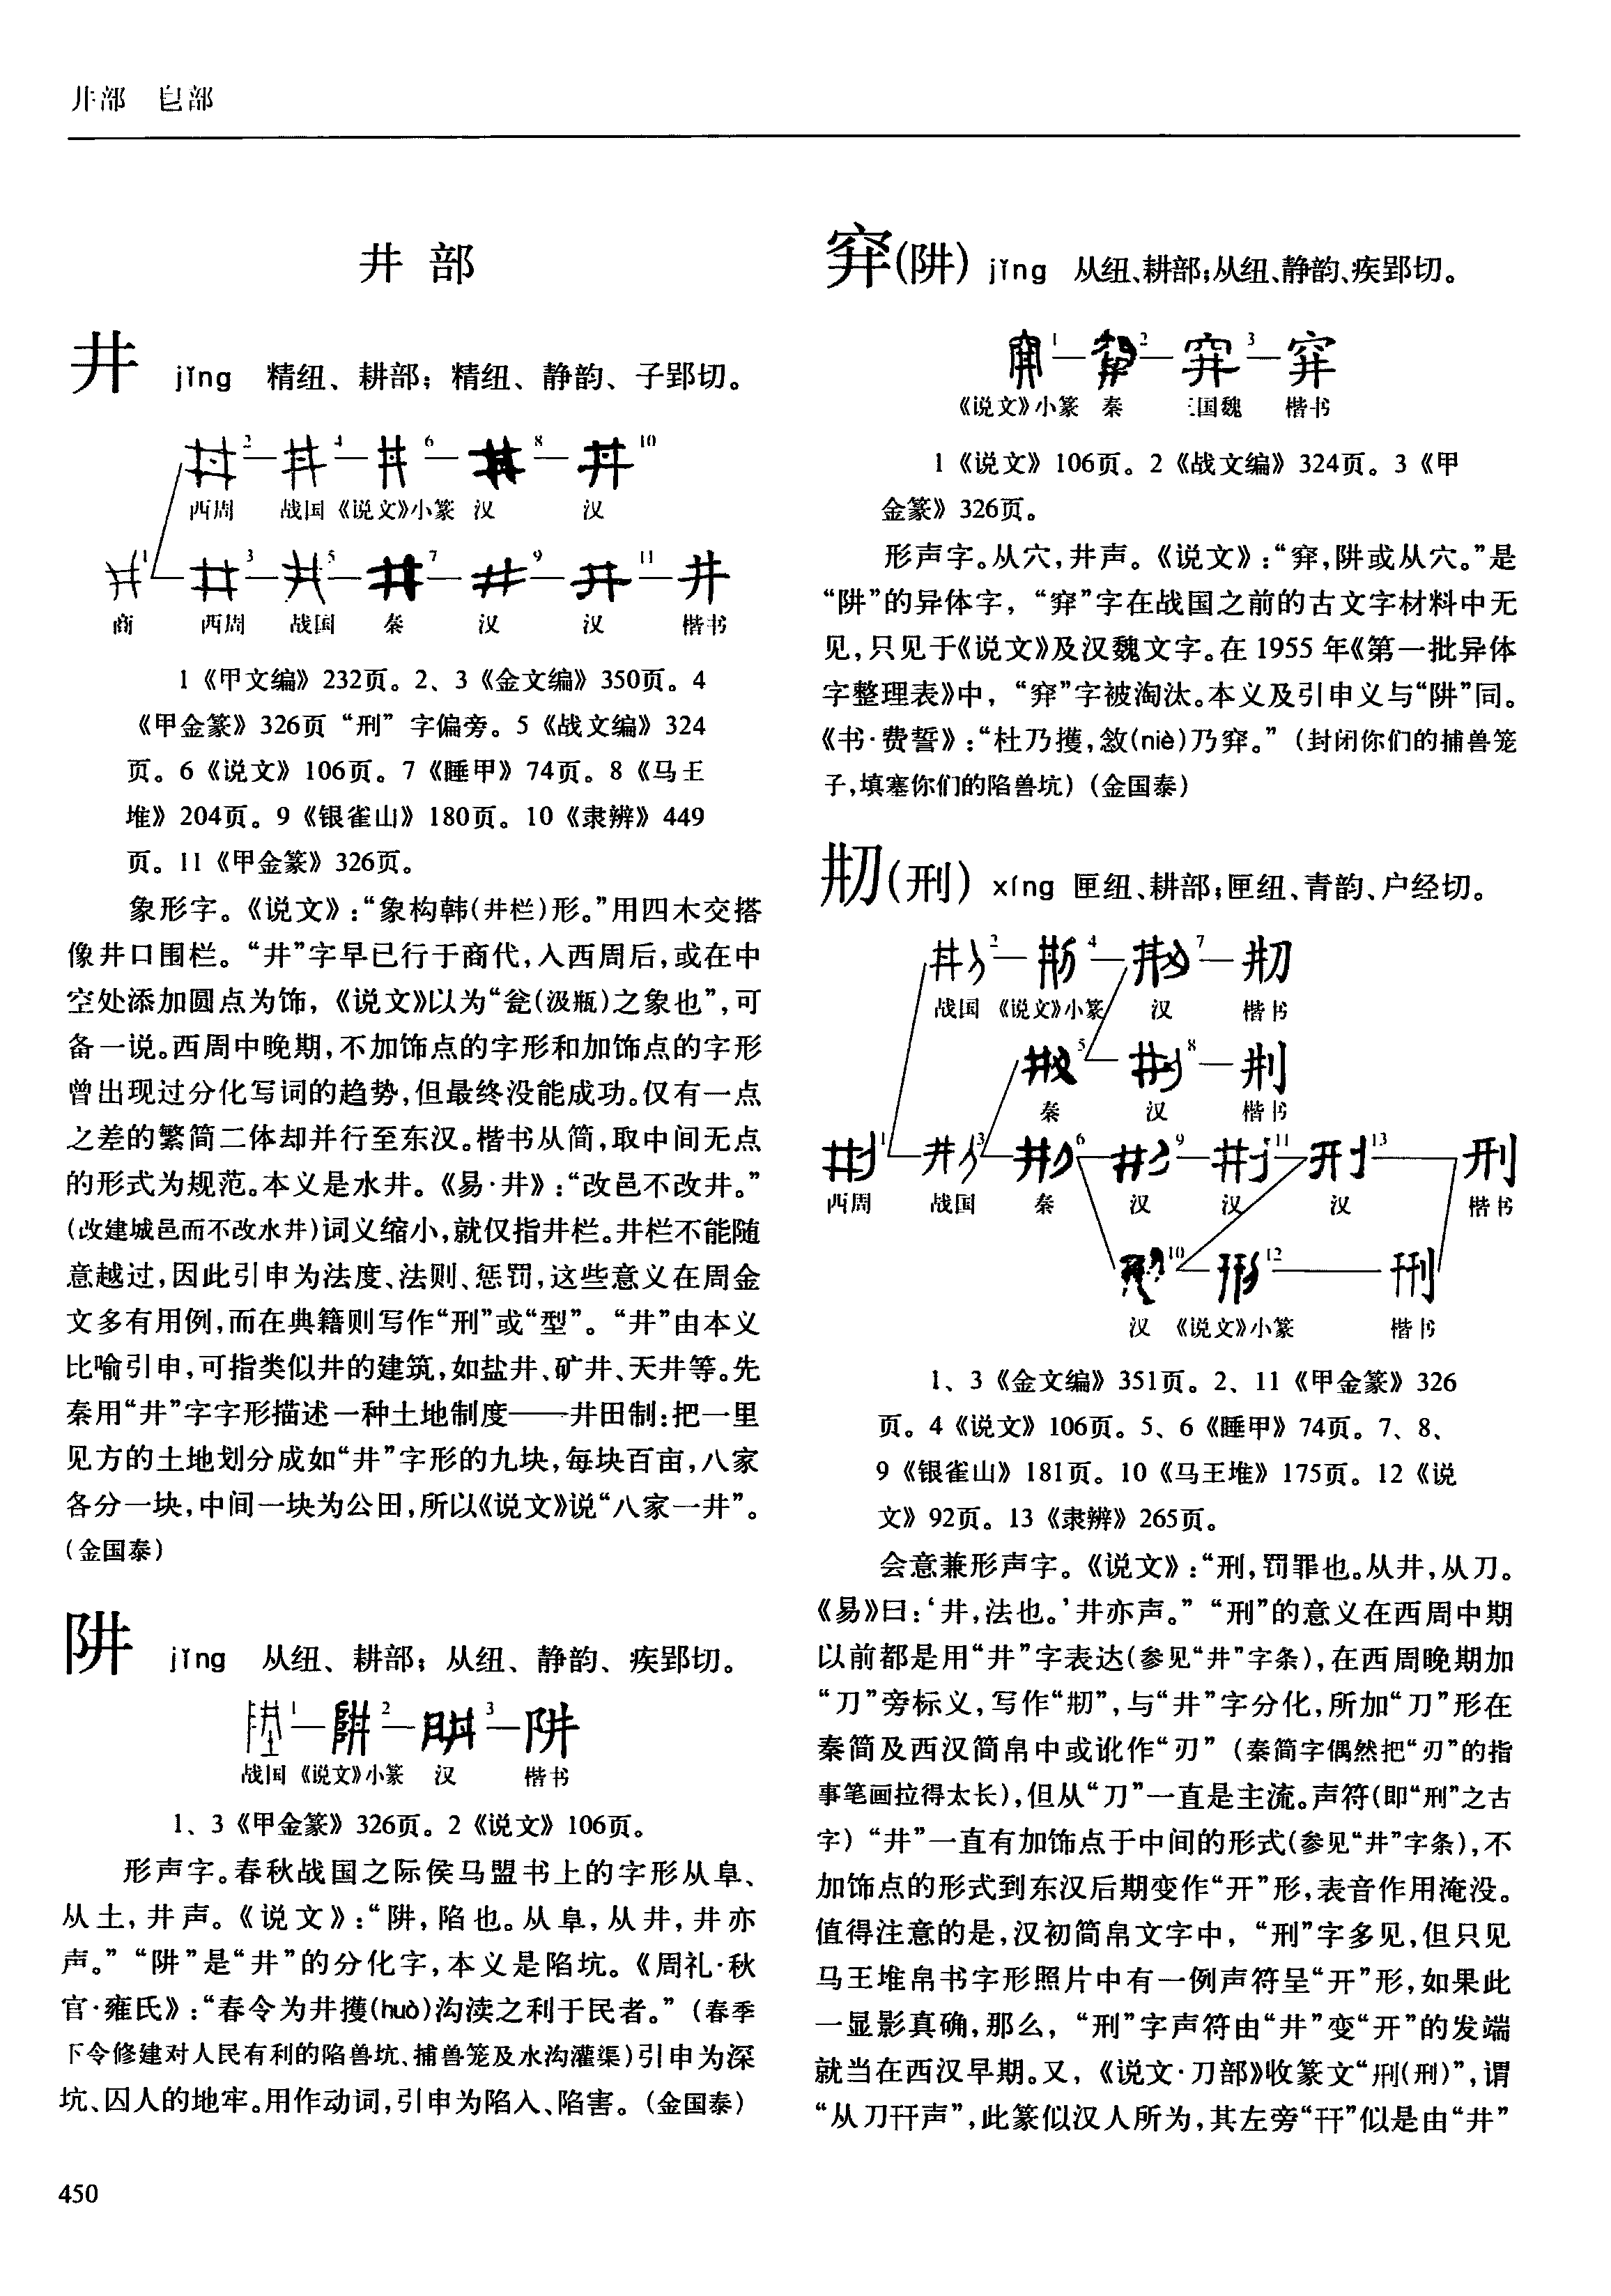 井部 皀部
井 部
井 jǐng 精纽、耕部；精纽、静韵、子郢切。
2 4 6 8 10
西周 战国 《说文》小篆 汉 汉
1 3 5 7 9 11 井
商 西周 战国 秦 汉 汉 楷书
1《甲文编》232页。2、3《金文编》350页。4
《甲金篆》326页“刑”字偏旁。5《战文编》324
页。6《说文》106页。7《睡甲》74页。8《马王
堆》204页。9《银雀山》180页。10《隶辨》449
页。11《甲金篆》326页。
象形字。《说文》：“象构韩(井栏)形。”用四木交搭
像井口围栏。“井”字早已行于商代，入西周后，或在中
空处添加圆点为饰，《说文》以为“瓮(汲瓶)之象也”，可
备一说。西周中晚期，不加饰点的字形和加饰点的字形
曾出现过分化写词的趋势，但最终没能成功。仅有一点
之差的繁简二体却并行至东汉。楷书从简，取中间无点
的形式为规范。本义是水井。《易·井》：“改邑不改井。”
(改建城邑而不改水井)词义缩小，就仅指井栏。井栏不能随
意越过，因此引申为法度、法则、惩罚，这些意义在周金
文多有用例，而在典籍则写作“刑”或“型”。“井”由本义
比喻引申，可指类似井的建筑，如盐井、矿井、天井等。先
秦用“井”字字形描述一种土地制度——井田制：把一里
见方的土地划分成如“井”字形的九块，每块百亩，八家
各分一块，中间一块为公田，所以《说文》说“八家一井”。
(金国泰)
阱 jǐng 从纽、耕部；从纽、静韵、疾郢切。
1 2 3 阱
战国 《说文》小篆 汉 楷书
1、3《甲金篆》326页。2《说文》106页。
形声字。春秋战国之际侯马盟书上的字形从阜、
从土，井声。《说文》：“阱，陷也。从阜，从井，井亦
声。”“阱”是“井”的分化字，本义是陷坑。《周礼·秋
官·雍氏》：“春令为井擭(huò)沟渎之利于民者。”(春季
下令修建对人民有利的陷兽坑、捕兽笼及水沟灌渠)引申为深
坑、囚人的地牢。用作动词，引申为陷入、陷害。(金国泰)
穽(阱) jǐng 从纽、耕部；从纽、静韵、疾郢切。
1 2 3 穽
《说文》小篆 秦 三国魏 楷书
1《说文》106页。2《战文编》324页。3《甲
金篆》326页。
形声字。从穴，井声。《说文》：“穽，阱或从穴。”是
“阱”的异体字，“穽”字在战国之前的古文字材料中无
见，只见于《说文》及汉魏文字。在1955年《第一批异体
字整理表》中，“穽”字被淘汰。本义及引申义与“阱”同。
《书·费誓》：“杜乃擭，敜(niè)乃穽。”(封闭你们的捕兽笼
子，填塞你们的陷兽坑)(金国泰)
㓝(刑) xíng 匣纽、耕部；匣纽、青韵、户经切。
2 4 7
战国 《说文》小篆 汉 楷书
5 8
秦 汉 楷书
1 3 6 9 11 13 刑
西周 战国 秦 汉 汉 汉 楷书
10 12
汉 《说文》小篆 楷书
1、3《金文编》351页。2、11《甲金篆》326
页。4《说文》106页。5、6《睡甲》74页。7、8、
9《银雀山》181页。10《马王堆》175页。12《说
文》92页。13《隶辨》265页。
会意兼形声字。《说文》：“㓝，罚罪也。从井，从刀。
《易》曰：‘井，法也。’井亦声。”“刑”的意义在西周中期
以前都是用“井”字表达(参见“井”字条)，在西周晚期加
“刀”旁标义，写作“㓝”，与“井”字分化，所加“刀”形在
秦简及西汉简帛中或讹作“刃”(秦简字偶然把“刃”的指
事笔画拉得太长)，但从“刀”一直是主流。声符(即“刑”之古
字)“井”一直有加饰点于中间的形式(参见“井”字条)，不
加饰点的形式到东汉后期变作“开”形，表音作用淹没。
值得注意的是，汉初简帛文字中，“刑”字多见，但只见
马王堆帛书字形照片中有一例声符呈“开”形，如果此
一显影真确，那么，“刑”字声符由“井”变“开”的发端
就当在西汉早期。又，《说文·刀部》收篆文“㓝(刑)”，谓
“从刀幵声”，此篆似汉人所为，其左旁“幵”似是由“井”
450